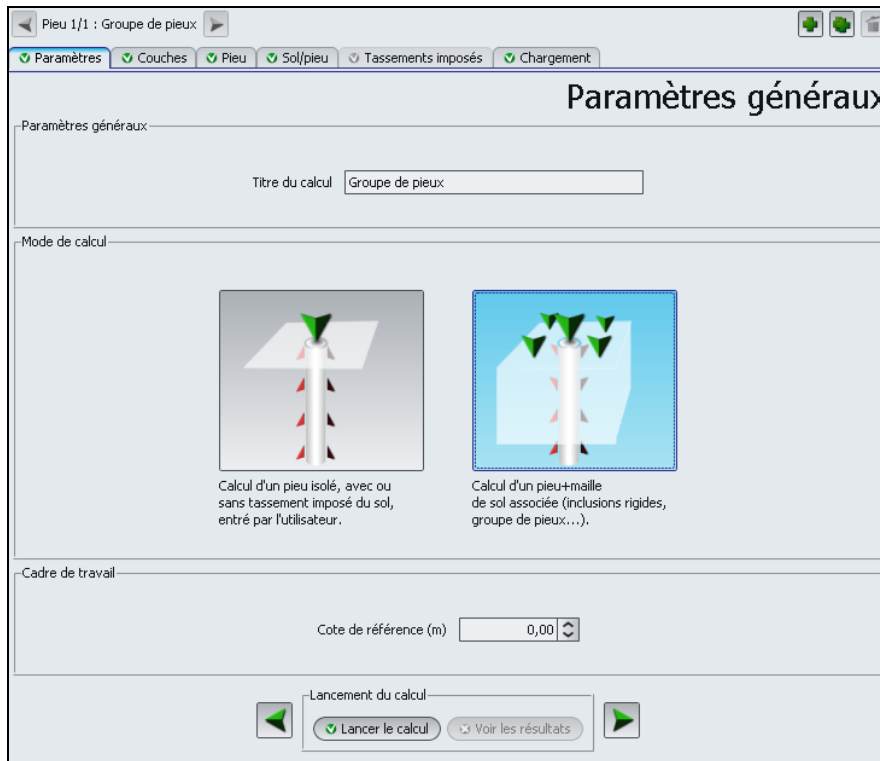 Pieu 1/1 : Groupe de pieux
Paramètres Couches Pieu Sol/pieu Tassements imposés Chargement
Paramètres généraux
Paramètres généraux
Titre du calcul Groupe de pieux
Mode de calcul
Calcul d'un pieu isolé, avec ou
sans tassement imposé du sol,
entré par l'utilisateur.
Calcul d'un pieu+maille
de sol associée (inclusions rigides,
groupe de pieux...).
Cadre de travail
Cote de référence (m) 0,00
Lancement du calcul
Lancer le calcul Voir les résultats